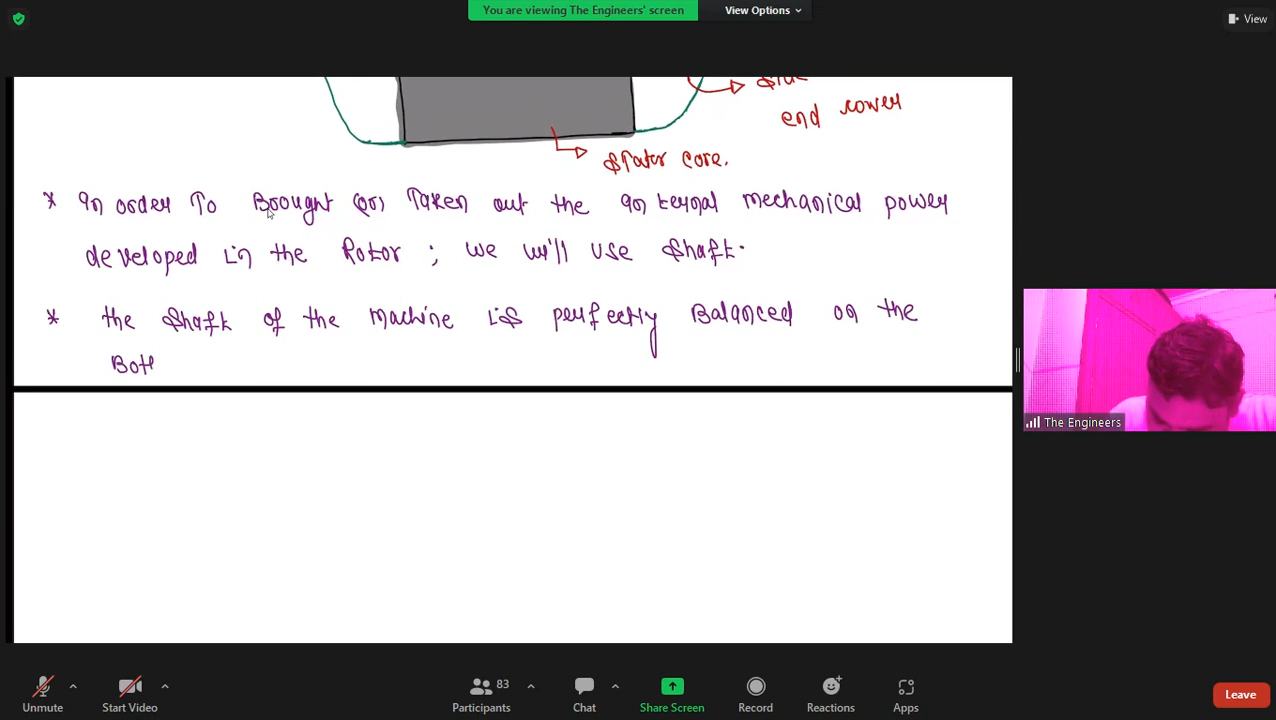 You are viewing The Engineers' screen
View Options
View
end cover
Stator core.
* In order To Brought (or) Taken out the internal mechanical power
developed in the Rotor ; we will use shaft.
* the shaft of the machine is perfectly Balanced on the
Both
The Engineers
Unmute
Start Video
83
Participants
Chat
Share Screen
Record
Reactions
Apps
Leave